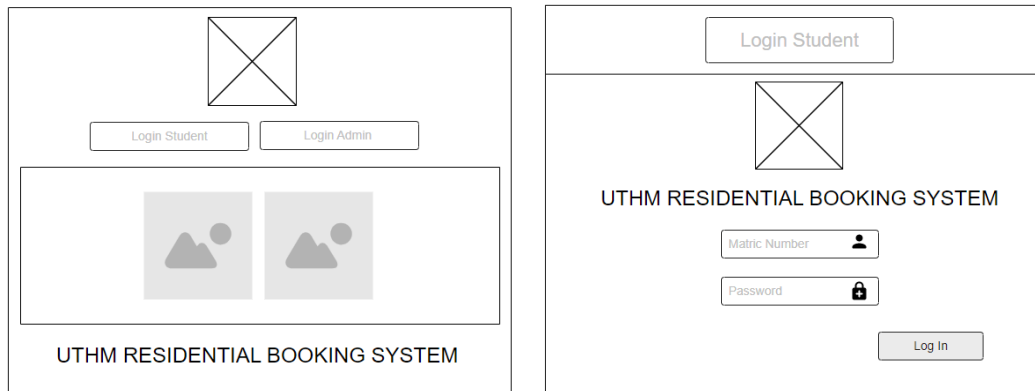 Login Student
Login Admin
UTHM RESIDENTIAL BOOKING SYSTEM
Login Student
UTHM RESIDENTIAL BOOKING SYSTEM
Matric Number
Password
Log In